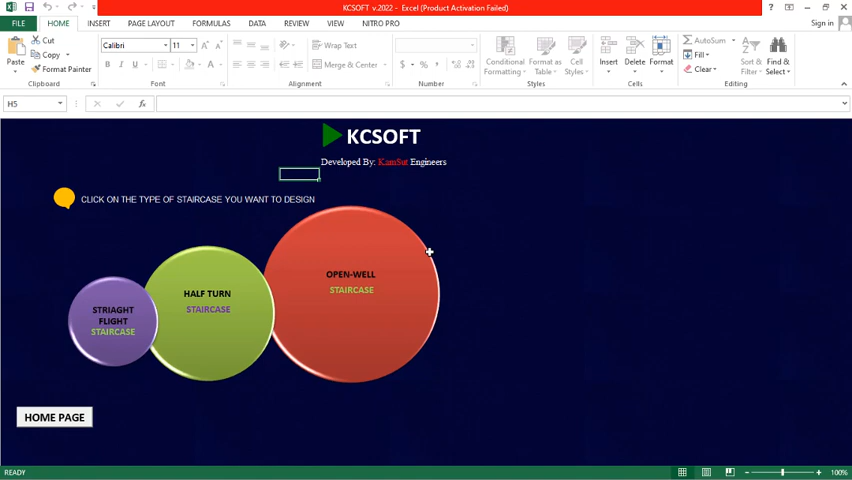 KCSOFT v.2022 - Excel (Product Activation Failed)
FILE HOME INSERT PAGE LAYOUT FORMULAS DATA REVIEW VIEW NITRO PRO Sign in
Paste Cut Copy Format Painter
Clipboard
Calibri 11
B I U
Font
Wrap Text
Merge & Center
Alignment
$ % ,
Number
Conditional Formatting Format as Table Cell Styles
Styles
Insert Delete Format
Cells
AutoSum Fill Clear
Sort & Filter Find & Select
Editing
H5 fx
KCSOFT
Developed By: KamSut Engineers
CLICK ON THE TYPE OF STAIRCASE YOU WANT TO DESIGN
STRIAGHT
FLIGHT
STAIRCASE
HALF TURN
STAIRCASE
OPEN-WELL
STAIRCASE
HOME PAGE
READY 100%